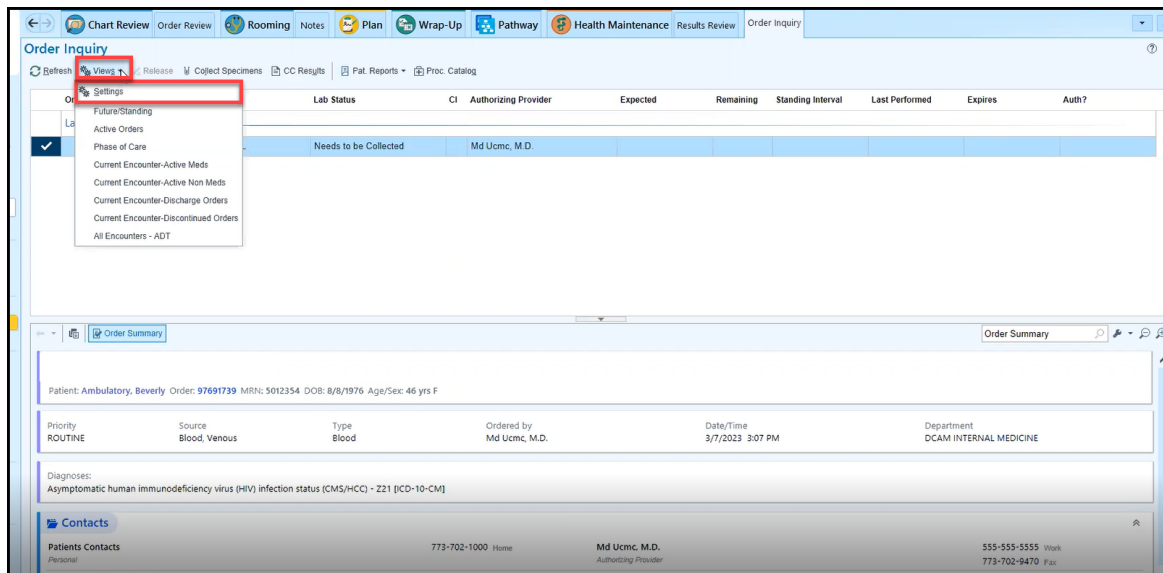 Chart Review Order Review Rooming Notes Plan Wrap-Up Pathway Health Maintenance Results Review Order Inquiry
Order Inquiry
Refresh Views Release Collect Specimens CC Results Pat. Reports Proc. Catalog
Lab Status CI Authorizing Provider Expected Remaining Standing Interval Last Performed Expires Auth?
Needs to be Collected Md Ucmc, M.D.
Settings
Future/Standing
Active Orders
Phase of Care
Current Encounter-Active Meds
Current Encounter-Active Non Meds
Current Encounter-Discharge Orders
Current Encounter-Discontinued Orders
All Encounters - ADT
Order Summary Order Summary
Patient: Ambulatory, Beverly Order: 97691739 MRN: 5012354 DOB: 8/8/1976 Age/Sex: 46 yrs F
Priority Source Type Ordered by Date/Time Department
ROUTINE Blood, Venous Blood Md Ucmc, M.D. 3/7/2023 3:07 PM DCAM INTERNAL MEDICINE
Diagnoses:
Asymptomatic human immunodeficiency virus (HIV) infection status (CMS/HCC) - Z21 [ICD-10-CM]
Contacts
Patients Contacts 773-702-1000 Home Md Ucmc, M.D. 555-555-5555 Work
Personal Authorizing Provider 773-702-9470 Fax